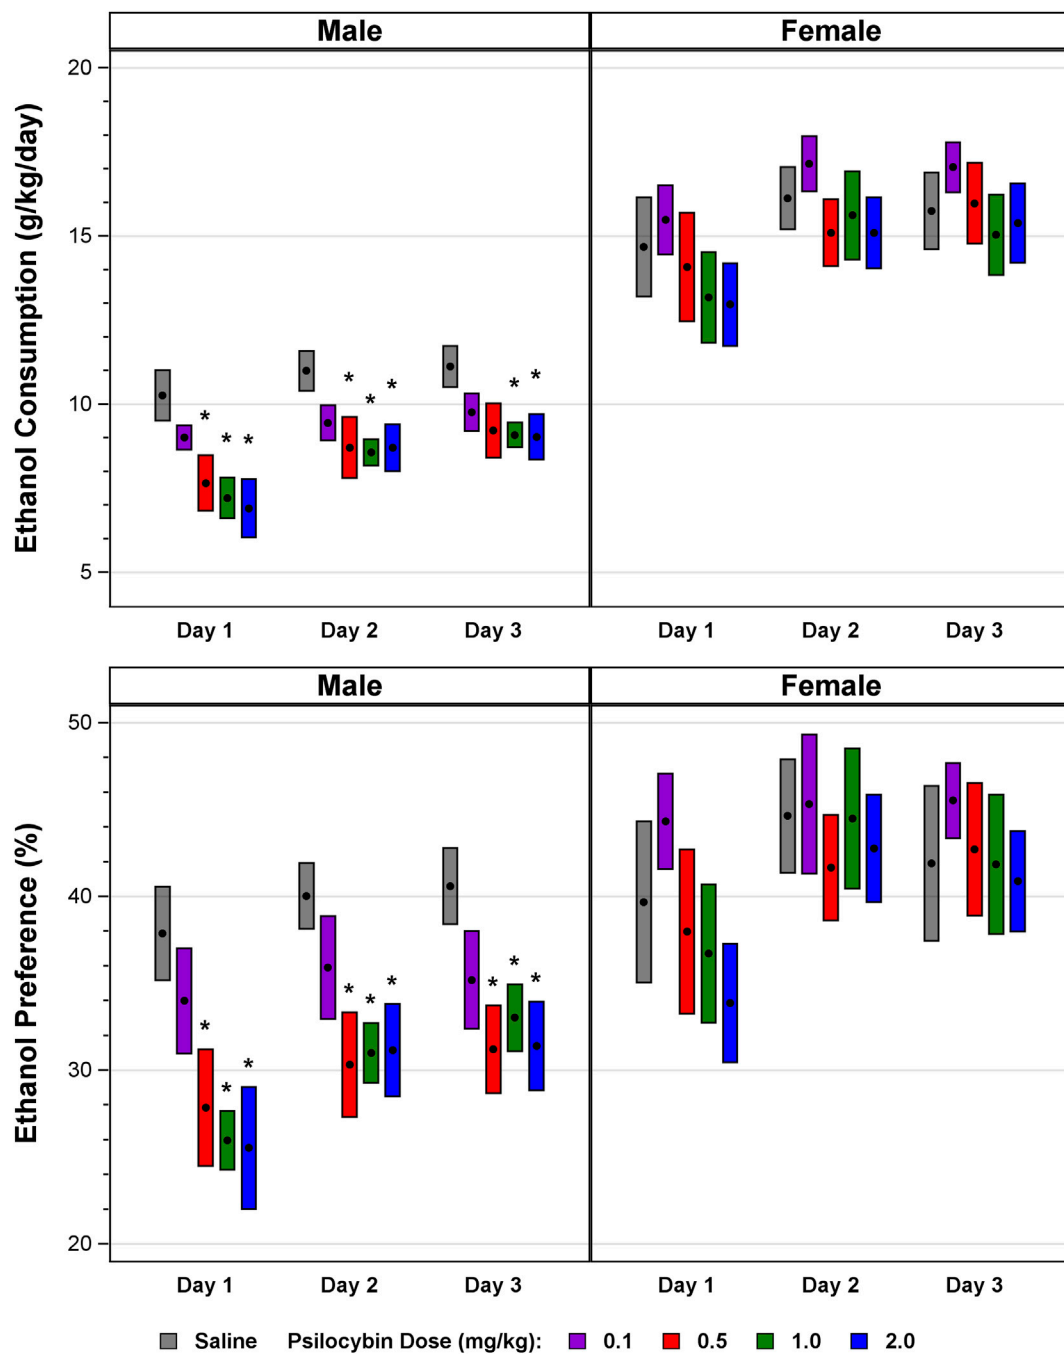 Male Female
Ethanol Consumption (g/kg/day)
20
15
10
5
* * *
* * *
* *
Day 1 Day 2 Day 3 Day 1 Day 2 Day 3
Male Female
Ethanol Preference (%)
50
40
30
20
* * *
* * *
* * *
Day 1 Day 2 Day 3 Day 1 Day 2 Day 3
Saline Psilocybin Dose (mg/kg): 0.1 0.5 1.0 2.0